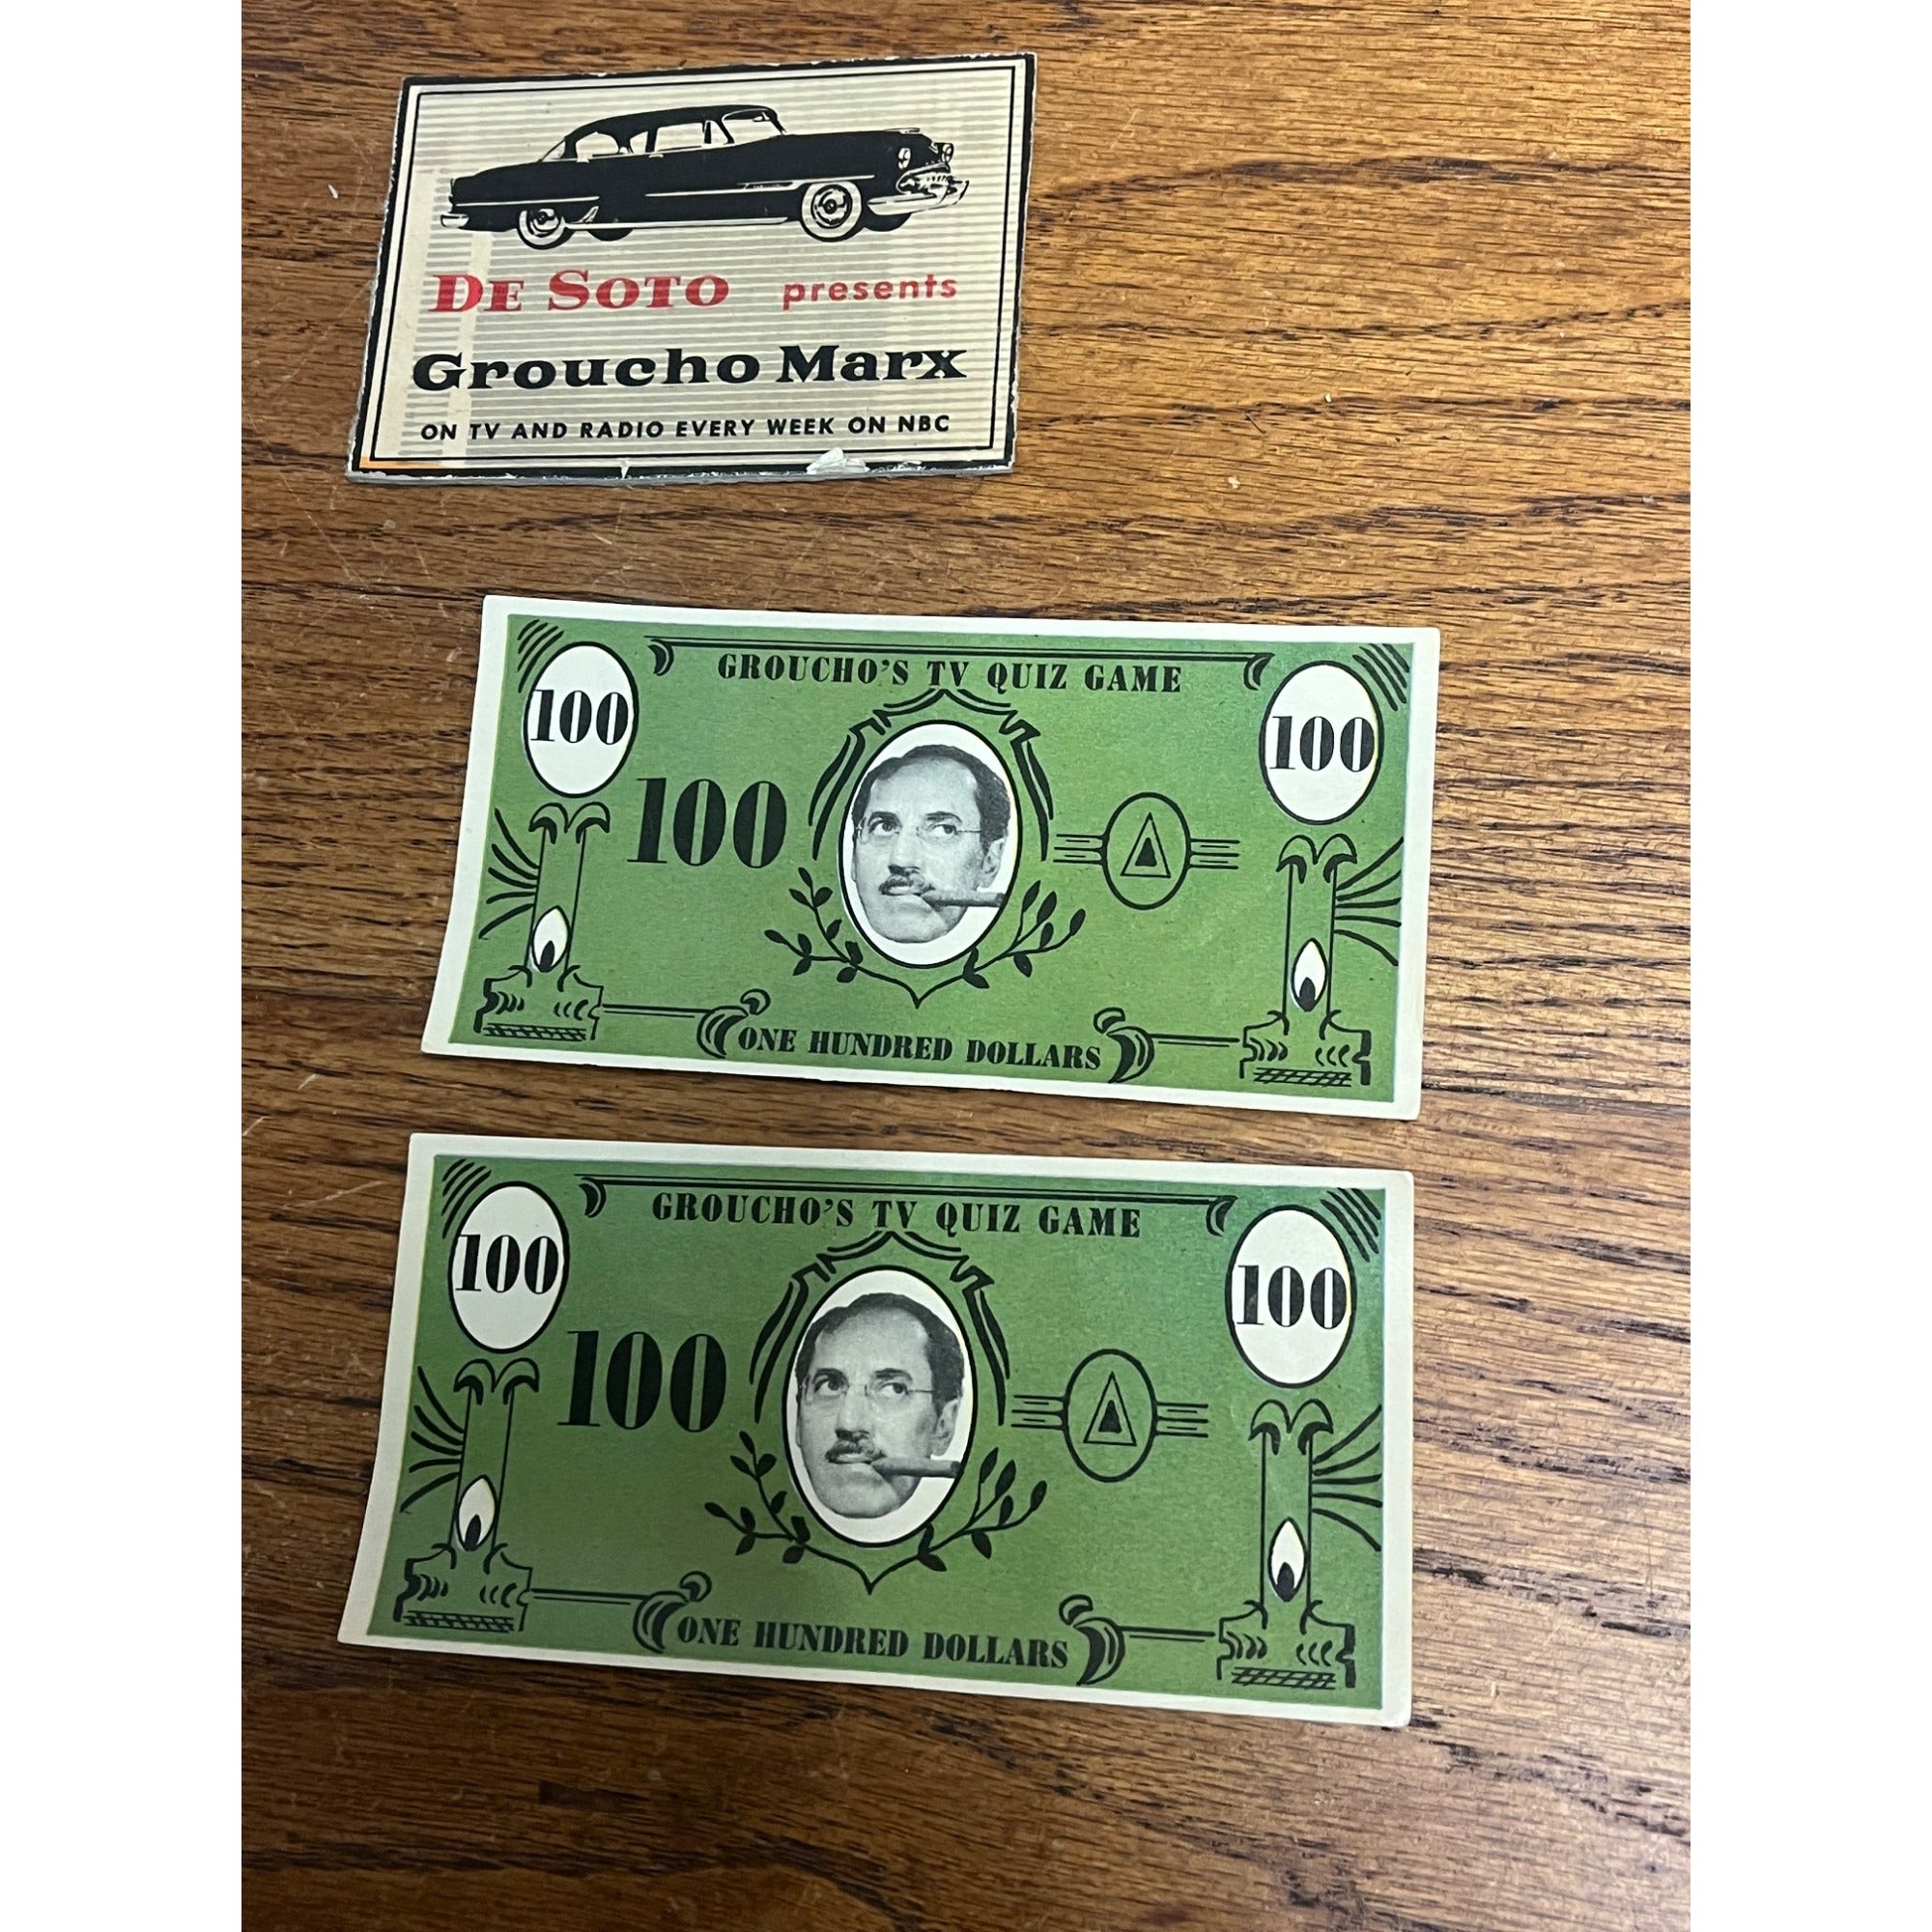 DE SOTO presents
Groucho Marx
ON TV AND RADIO EVERY WEEK ON NBC
GROUCHO'S TV QUIZ GAME
100 100
100
ONE HUNDRED DOLLARS
GROUCHO'S TV QUIZ GAME
100 100
100
ONE HUNDRED DOLLARS